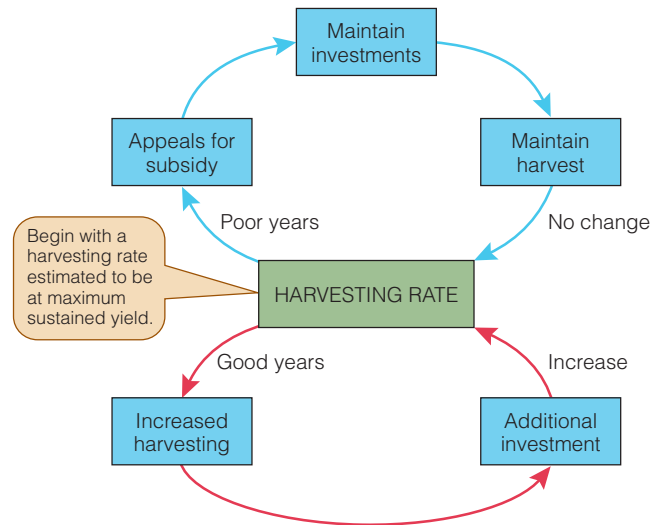 Maintain
investments
Appeals for
subsidy
Maintain
harvest
Poor years
No change
Begin with a
harvesting rate
estimated to be
at maximum
sustained yield.
HARVESTING RATE
Good years
Increase
Increased
harvesting
Additional
investment